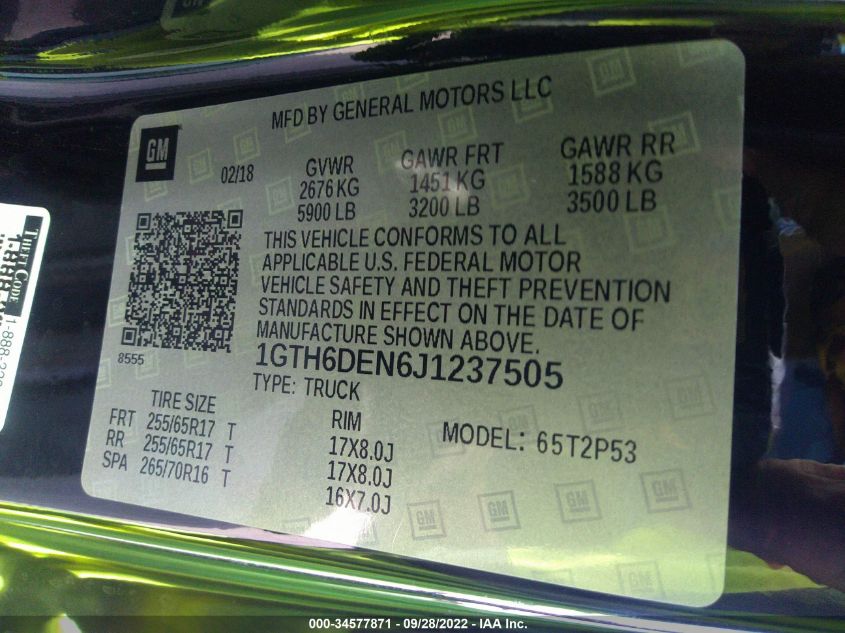 MFD BY GENERAL MOTORS LLC
GM
02/18
GVWR GAWR FRT GAWR RR
2676 KG 1451 KG 1588 KG
5900 LB 3200 LB 3500 LB
THIS VEHICLE CONFORMS TO ALL
APPLICABLE U.S. FEDERAL MOTOR
VEHICLE SAFETY AND THEFT PREVENTION
STANDARDS IN EFFECT ON THE DATE OF
MANUFACTURE SHOWN ABOVE.
8555
1GTH6DEN6J1237505
TYPE: TRUCK
TIRE SIZE RIM
FRT 255/65R17 T 17X8.0J
RR 255/65R17 T 17X8.0J
SPA 265/70R16 T 16X7.0J
MODEL: 65T2P53
THEFTCODE
000-34577871 - 09/28/2022 - IAA Inc.